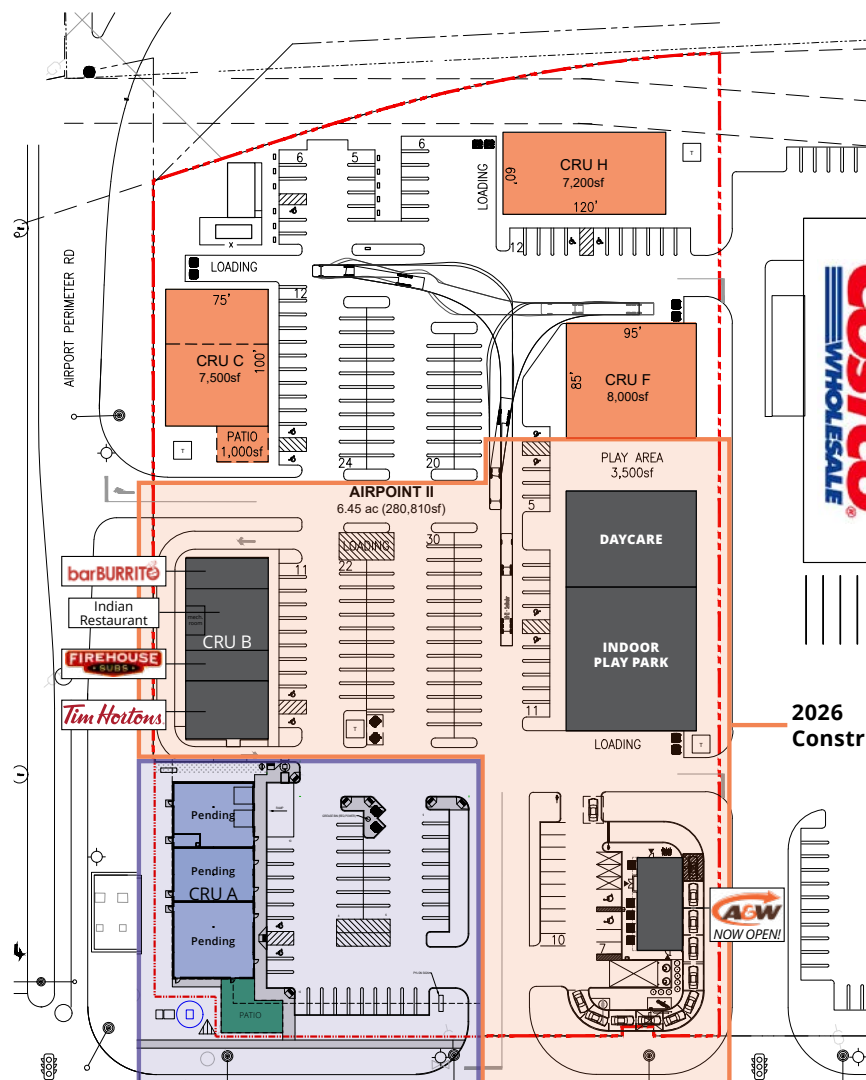 6
5
6
LOADING
CRU H
7,200sf
60'
120'
T
12
X
LOADING
AIRPORT PERIMETER RD
75'
12
CRU C
7,500sf
100'
PATIO
1,000sf
T
95'
85'
CRU F
8,000sf
COSTCO
WHOLESALE
®
24
20
5
PLAY AREA
3,500sf
AIRPOINT II
6.45 ac (280,810sf)
LOADING
30
22
11
DAYCARE
barBURRITO
Indian
Restaurant
CRU B
FIREHOUSE
SUBS
Tim Hortons
INDOOR
PLAY PARK
11
T
LOADING
T
2026
Constr
Pending
Pending
CRU A
Pending
PATIO
10
7
A&W
NOW OPEN!